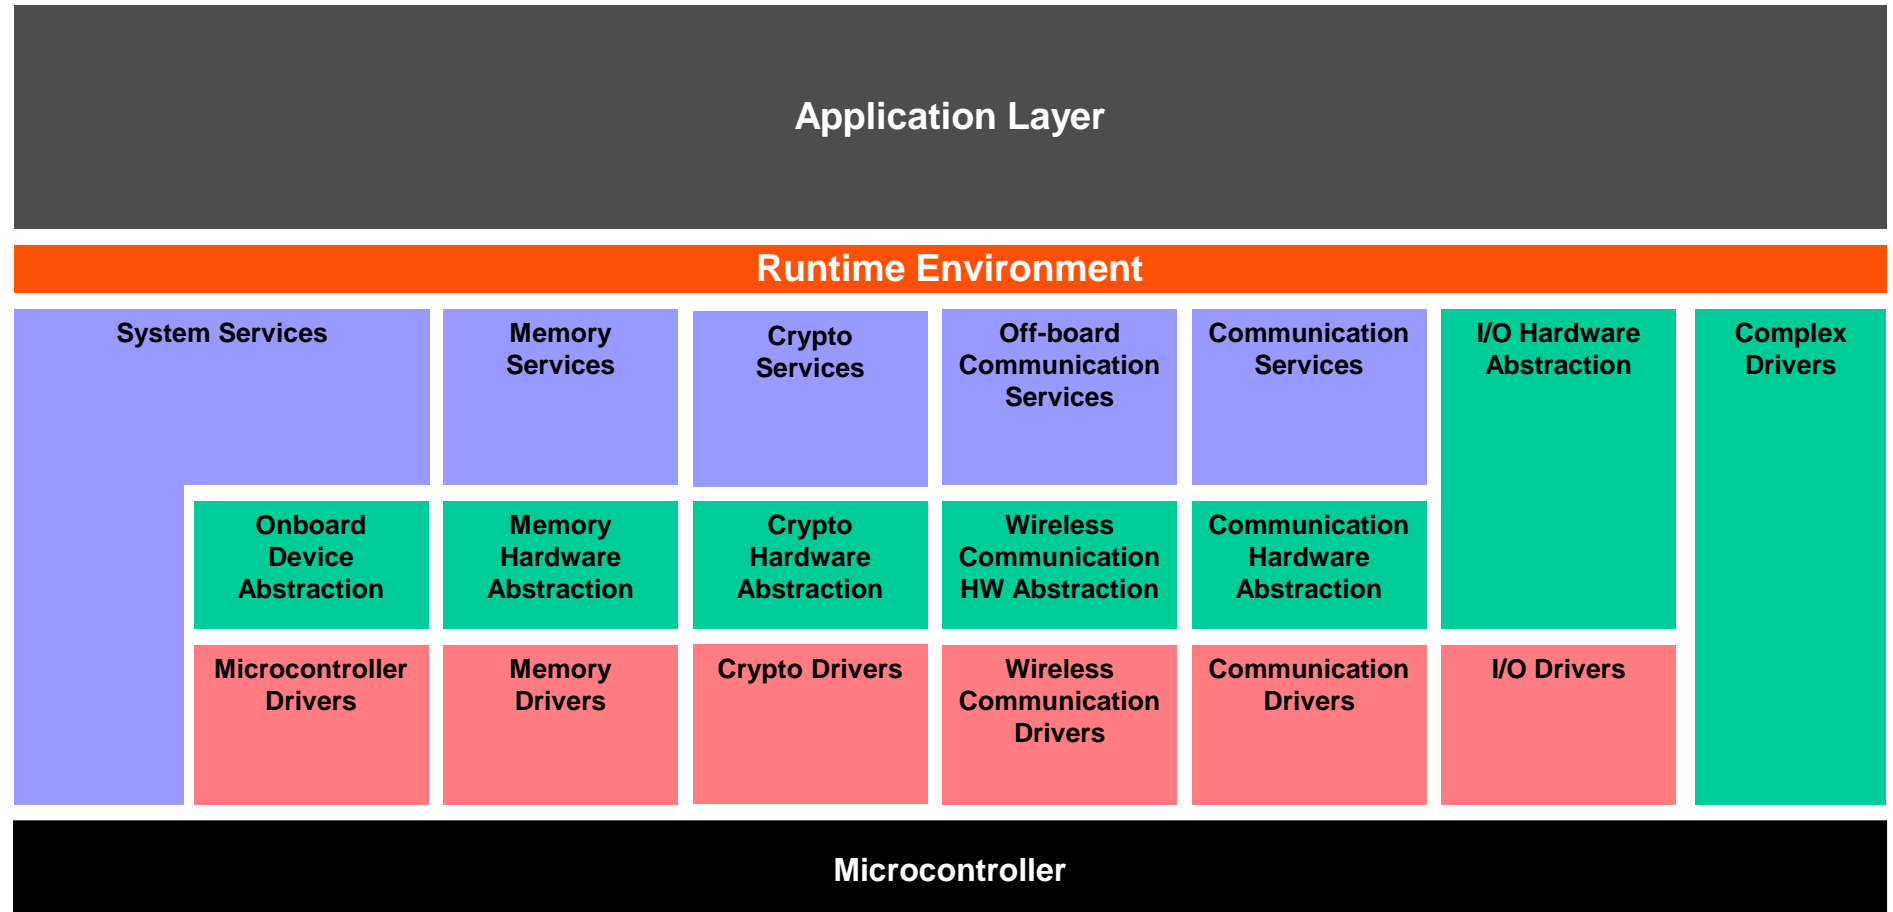 Application Layer
Runtime Environment
System Services
Memory
Services
Crypto
Services
Off-board
Communication
Services
Communication
Services
I/O Hardware
Abstraction
Complex
Drivers
Onboard
Device
Abstraction
Memory
Hardware
Abstraction
Crypto
Hardware
Abstraction
Wireless
Communication
HW Abstraction
Communication
Hardware
Abstraction
Microcontroller
Drivers
Memory
Drivers
Crypto Drivers
Wireless
Communication
Drivers
Communication
Drivers
I/O Drivers
Microcontroller